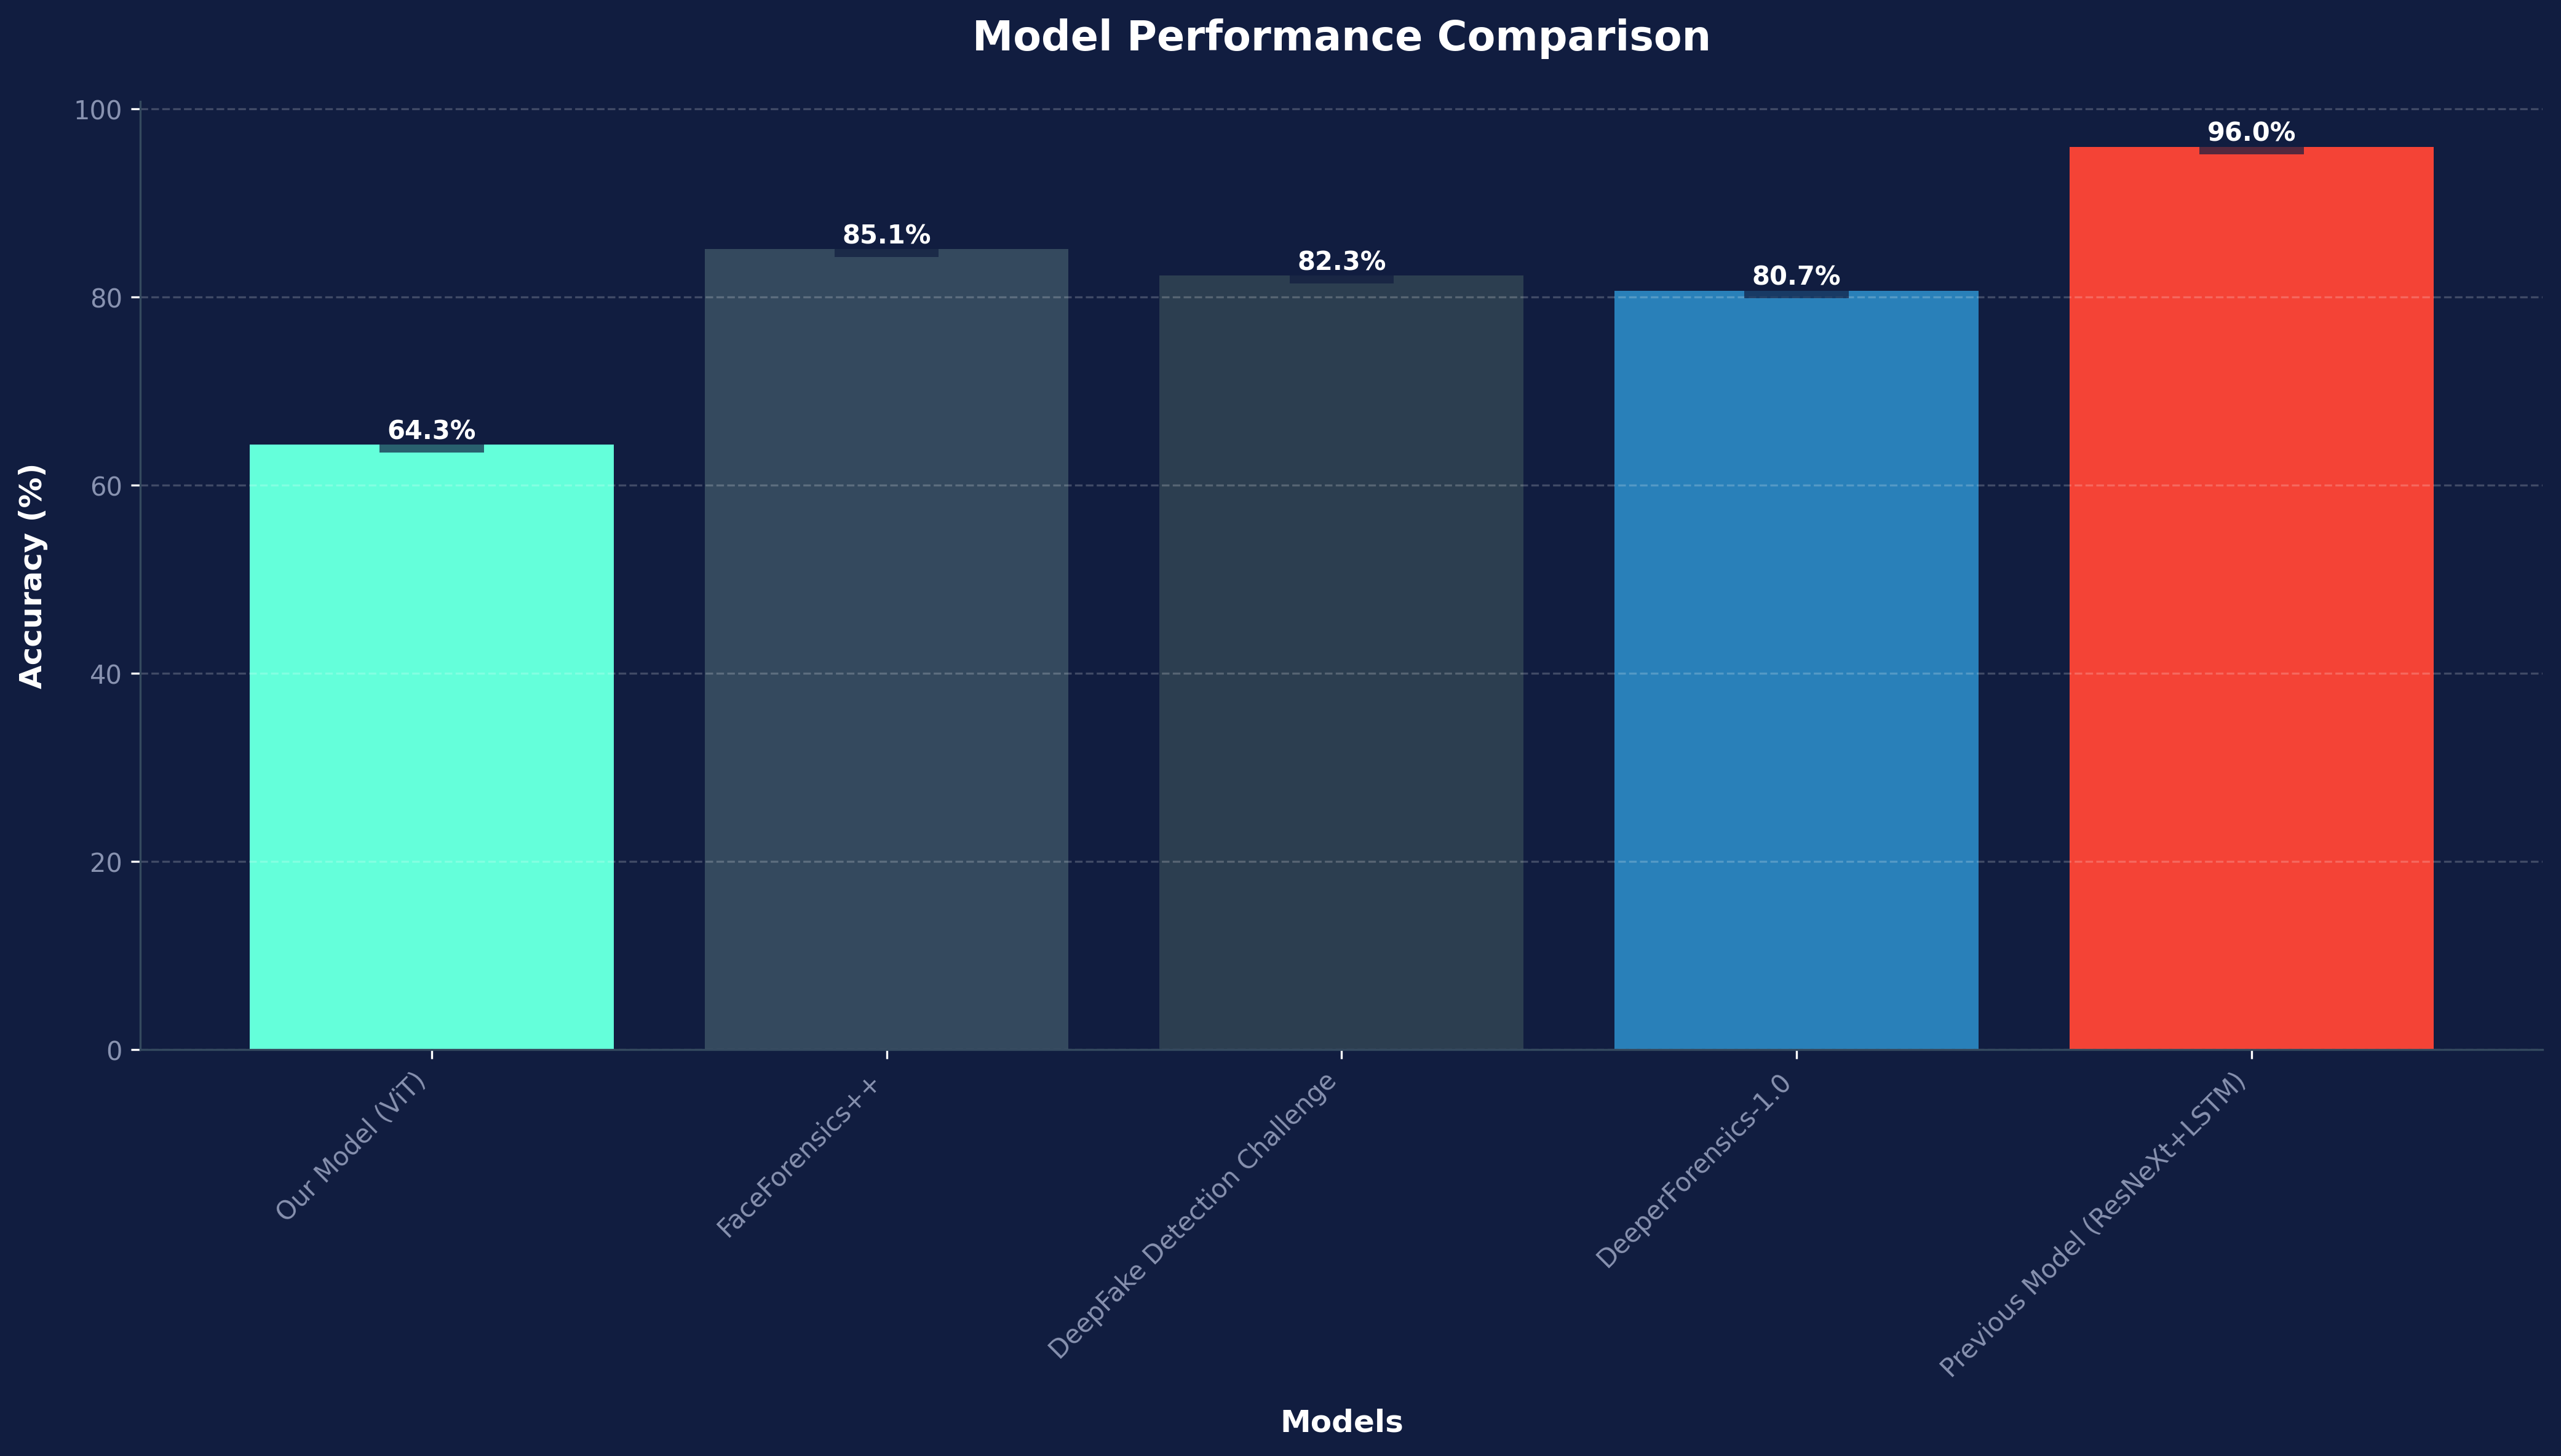 Model Performance Comparison
Accuracy (%)
100
80
60
40
20
0
64.3%
85.1%
82.3%
80.7%
96.0%
Our Model (ViT)
FaceForensics++
DeepFake Detection Challenge
DeeperForensics-1.0
Previous Model (ResNeXt+LSTM)
Models